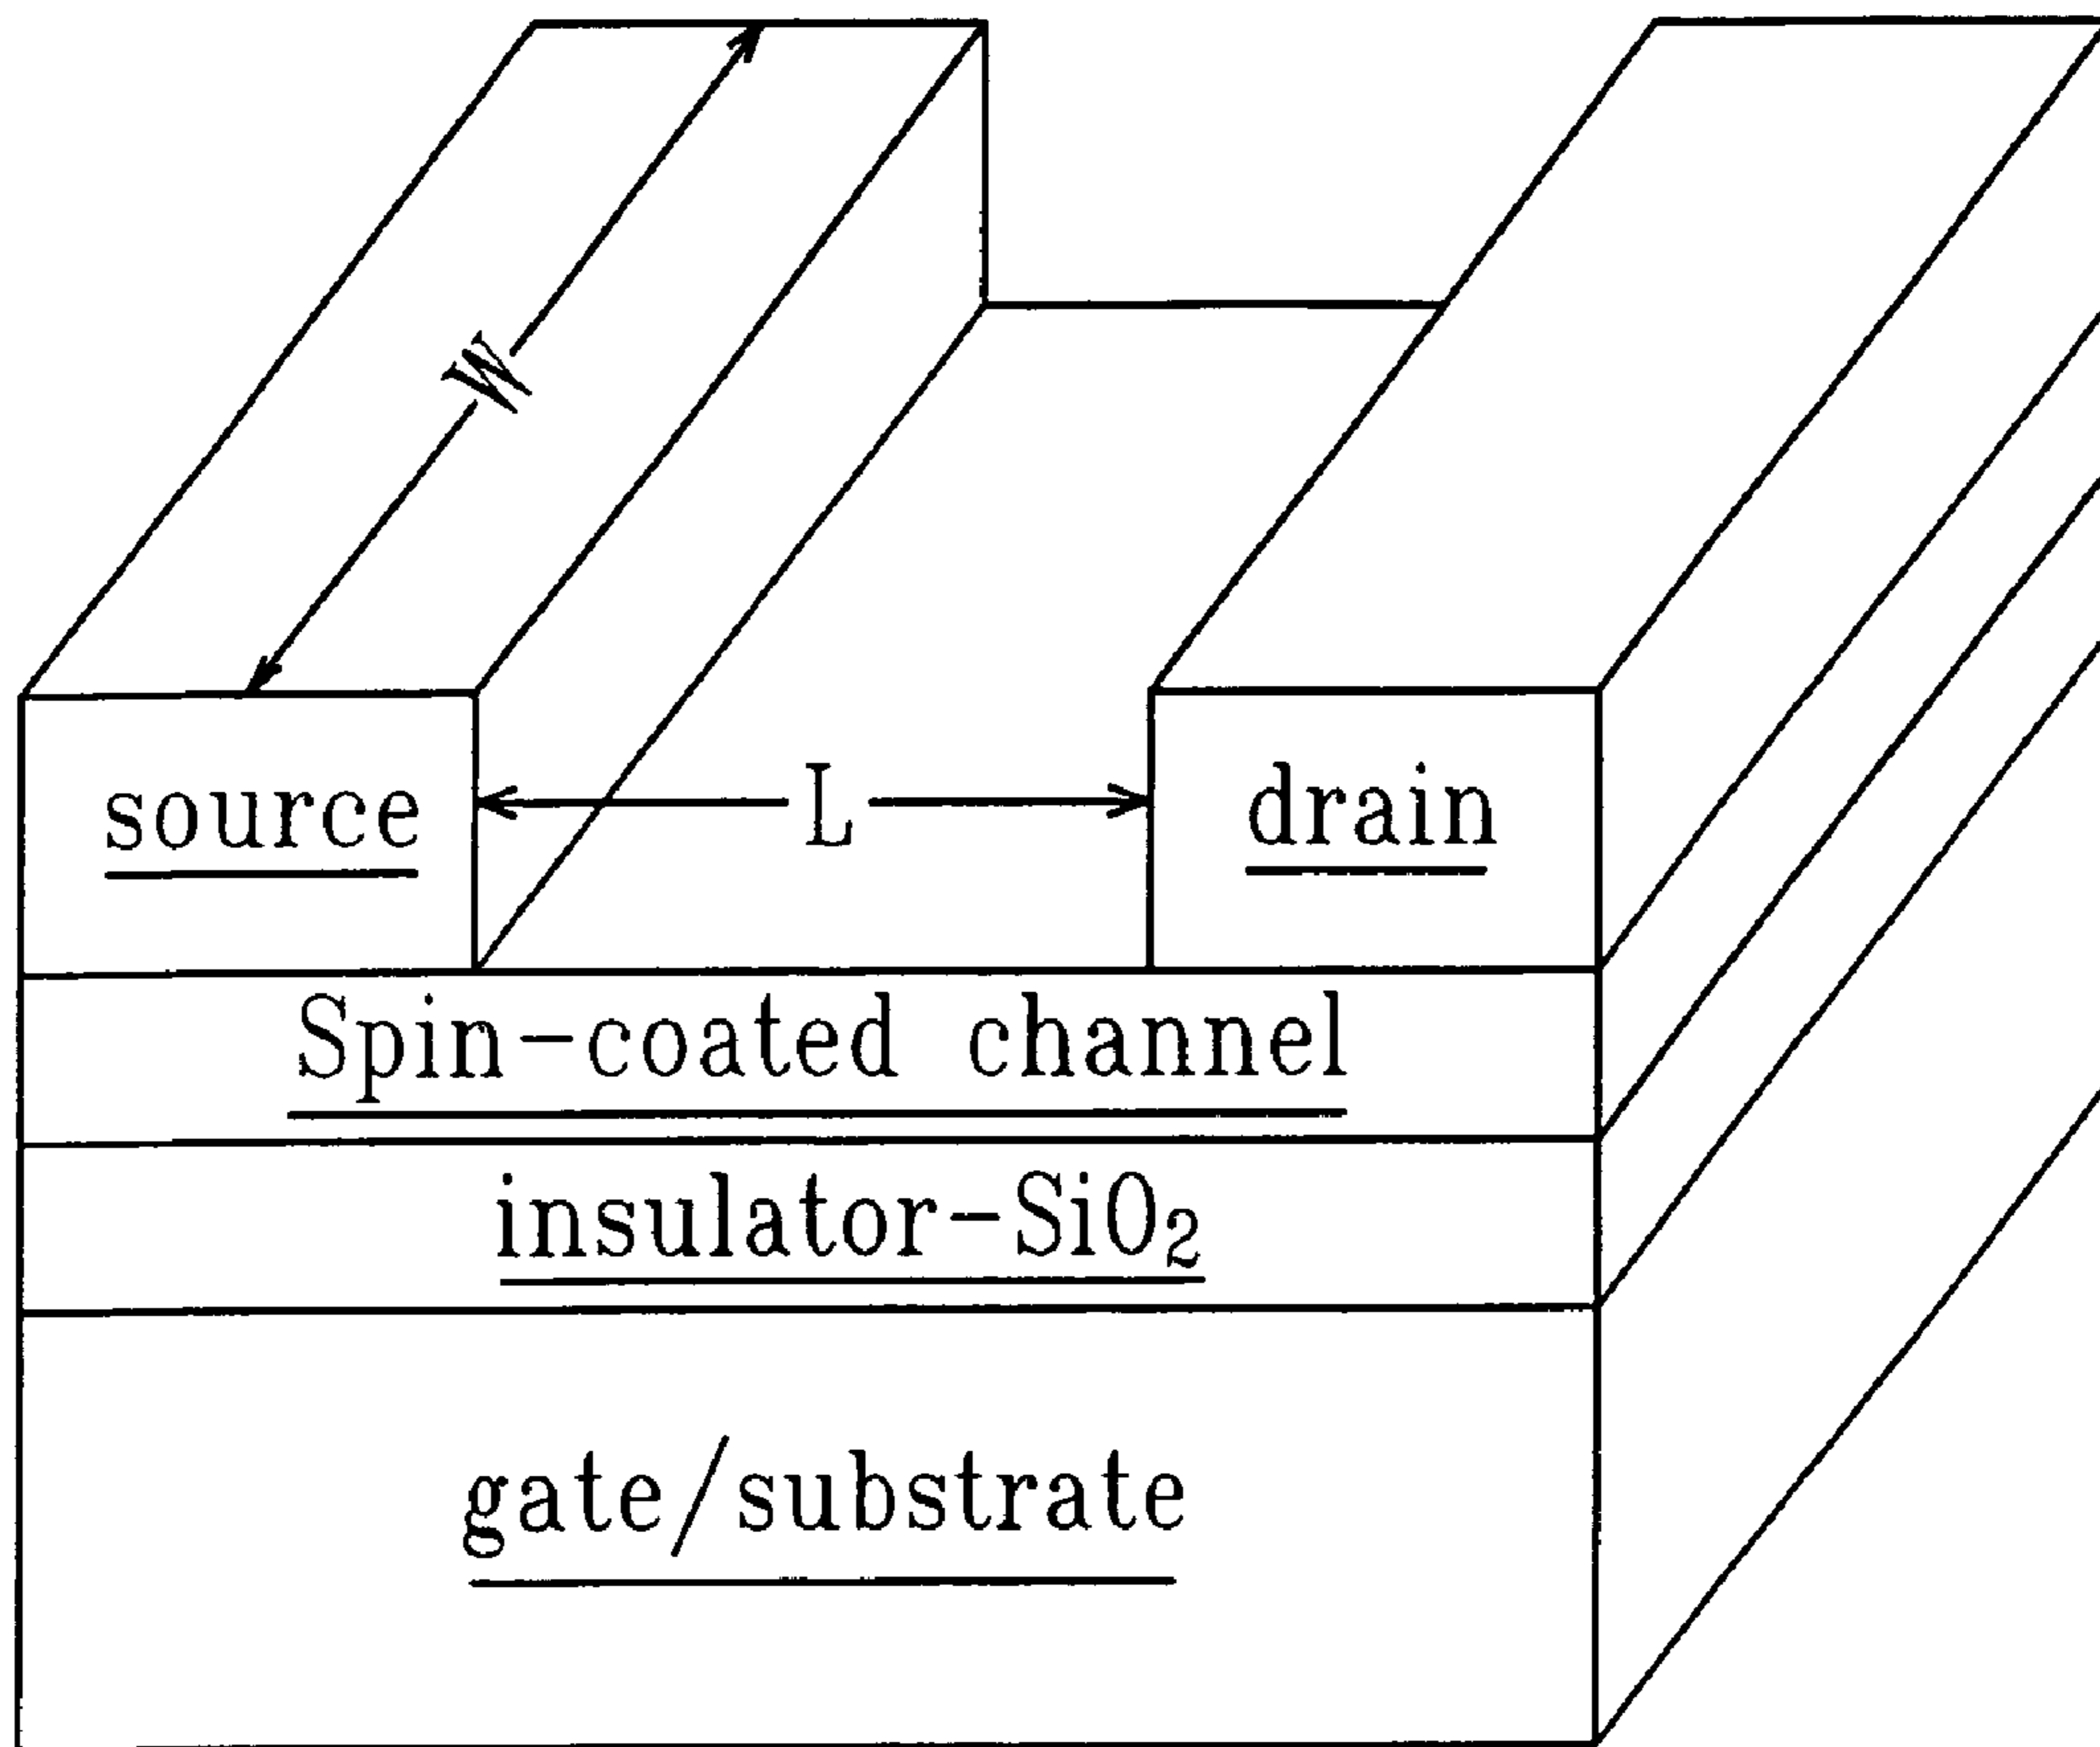 W
source
L
drain
Spin-coated channel
insulator-SiO₂
gate/substrate